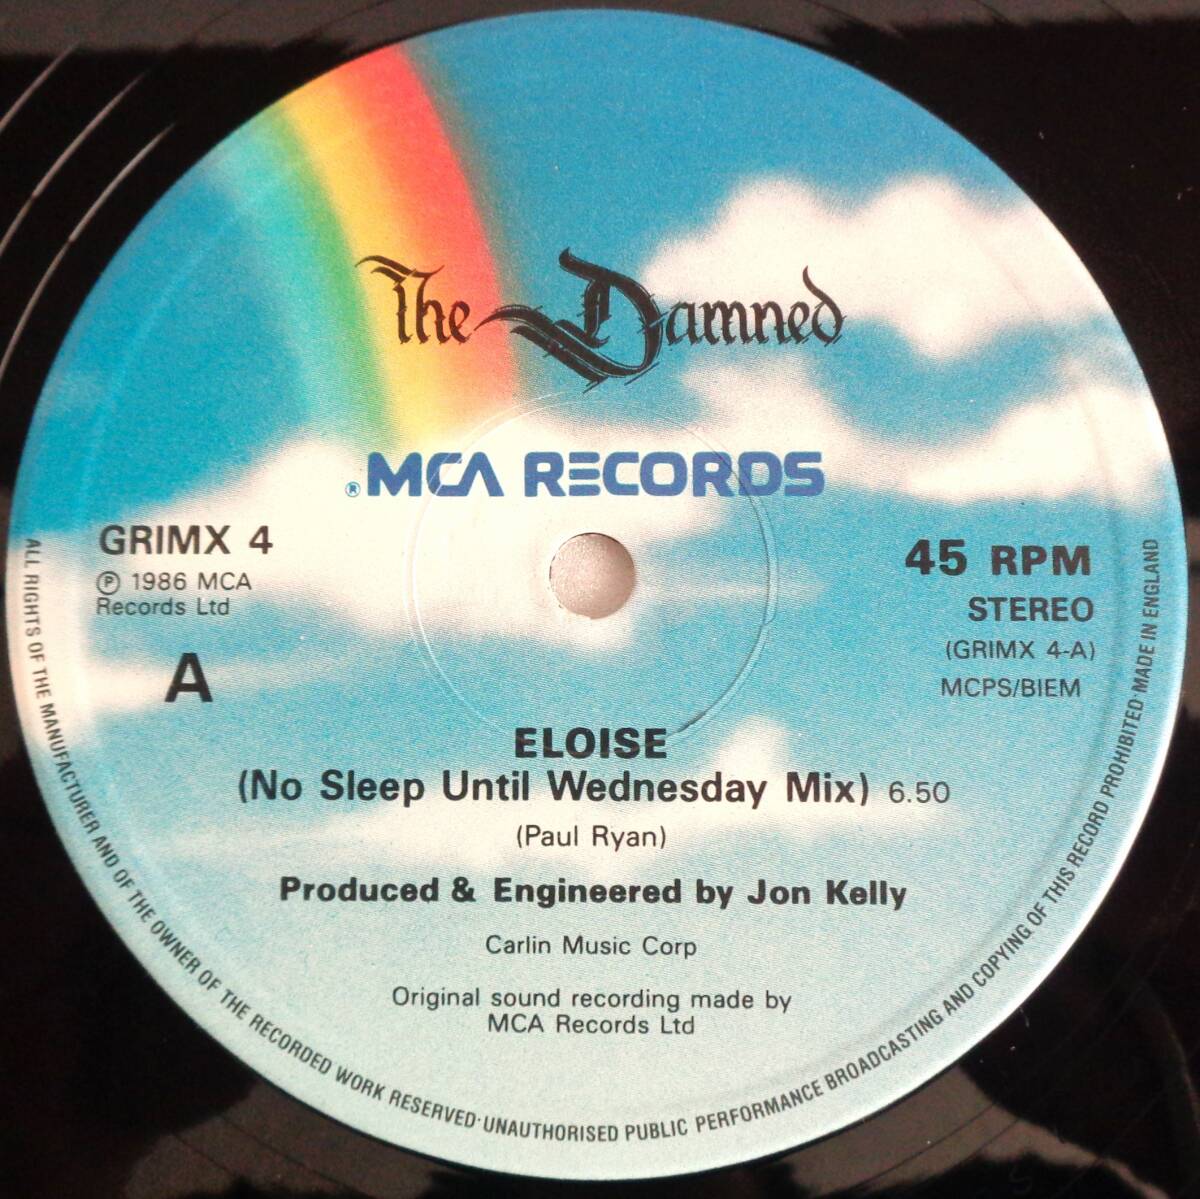 The Damned
® MCA RECORDS
GRIMX 4
℗ 1986 MCA
Records Ltd
A
45 RPM
STEREO
(GRIMX 4-A)
MCPS/BIEM
ELOISE
(No Sleep Until Wednesday Mix) 6.50
(Paul Ryan)
Produced & Engineered by Jon Kelly
Carlin Music Corp
Original sound recording made by
MCA Records Ltd
ALL RIGHTS OF THE MANUFACTURER AND OF THE OWNER OF THE RECORDED WORK RESERVED·UNAUTHORISED PUBLIC PERFORMANCE BROADCASTING AND COPYING OF THIS RECORD PROHIBITED·MADE IN ENGLAND